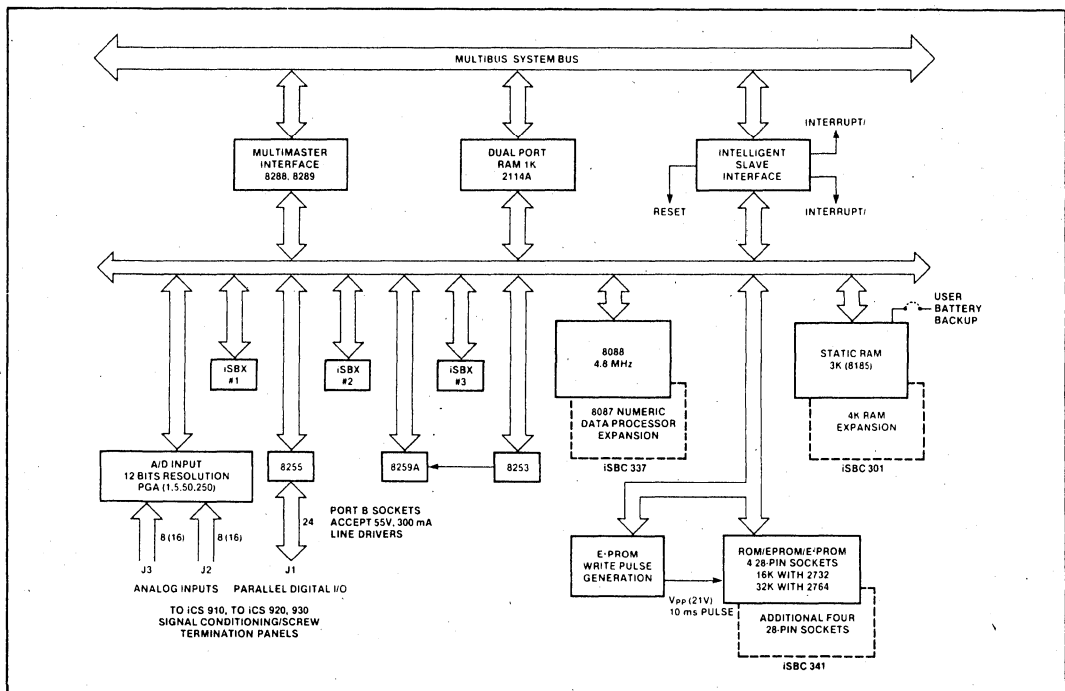 MULTIBUS SYSTEM BUS
MULTIMASTER
INTERFACE
8288, 8289
DUAL PORT
RAM 1K
2114A
INTELLIGENT
SLAVE
INTERFACE
INTERRUPT/
RESET
INTERRUPT/
iSBX
#1
iSBX
#2
iSBX
#3
8088
4.8 MHz
8087 NUMERIC
DATA PROCESSOR
EXPANSION
iSBC 337
USER
BATTERY
BACKUP
STATIC RAM
3K (8185)
4K RAM
EXPANSION
iSBC 301
A/D INPUT
12 BITS RESOLUTION
PGA (1.5.50.250)
8255
8259A
8253
8 (16)
8 (16)
24
PORT B SOCKETS
ACCEPT 55V, 300 mA
LINE DRIVERS
J3
J2
J1
ANALOG INPUTS
PARALLEL DIGITAL I/O
TO iCS 910, TO iCS 920, 930
SIGNAL CONDITIONING/SCREW
TERMINATION PANELS
E²PROM
WRITE PULSE
GENERATION
VPP (21V)
10 ms PULSE
ROM/EPROM/E²PROM
4 28-PIN SOCKETS
16K WITH 2732
32K WITH 2764
ADDITIONAL FOUR
28-PIN SOCKETS
iSBC 341